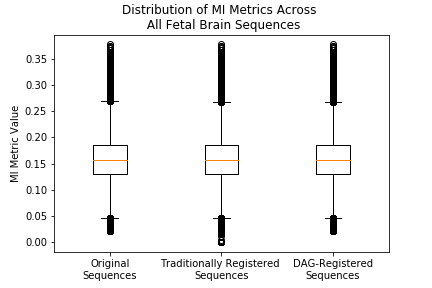 Distribution of MI Metrics Across
All Fetal Brain Sequences
MI Metric Value
0.35
0.30
0.25
0.20
0.15
0.10
0.05
0.00
Original
Sequences
Traditionally Registered
Sequences
DAG-Registered
Sequences